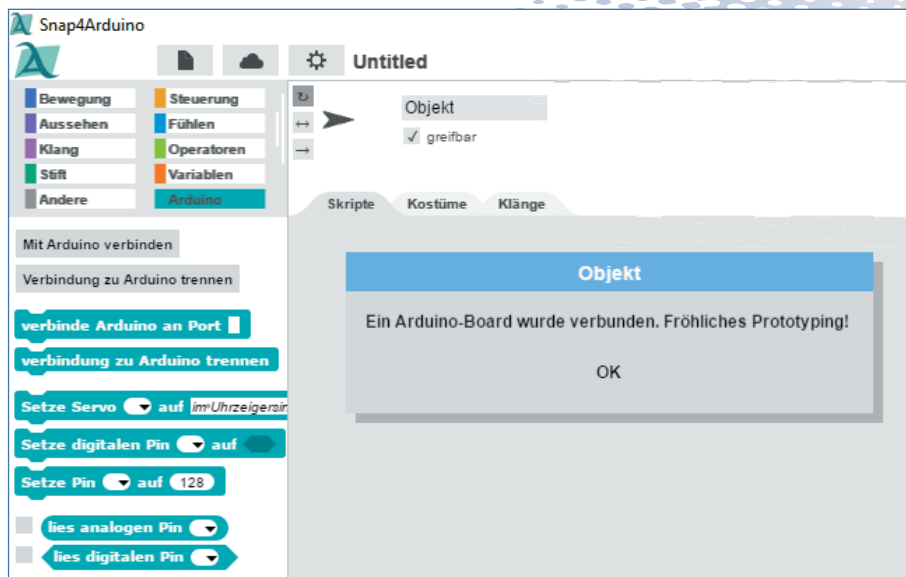 Snap4Arduino
Untitled
Bewegung Steuerung
Aussehen Fühlen
Klang Operatoren
Stift Variablen
Andere Arduino
Objekt
greifbar
Skripte Kostüme Klänge
Mit Arduino verbinden
Verbindung zu Arduino trennen
verbinde Arduino an Port
verbindung zu Arduino trennen
Setze Servo auf im Uhrzeigersin
Setze digitalen Pin auf
Setze Pin auf 128
lies analogen Pin
lies digitalen Pin
Objekt
Ein Arduino-Board wurde verbunden. Fröhliches Prototyping!
OK